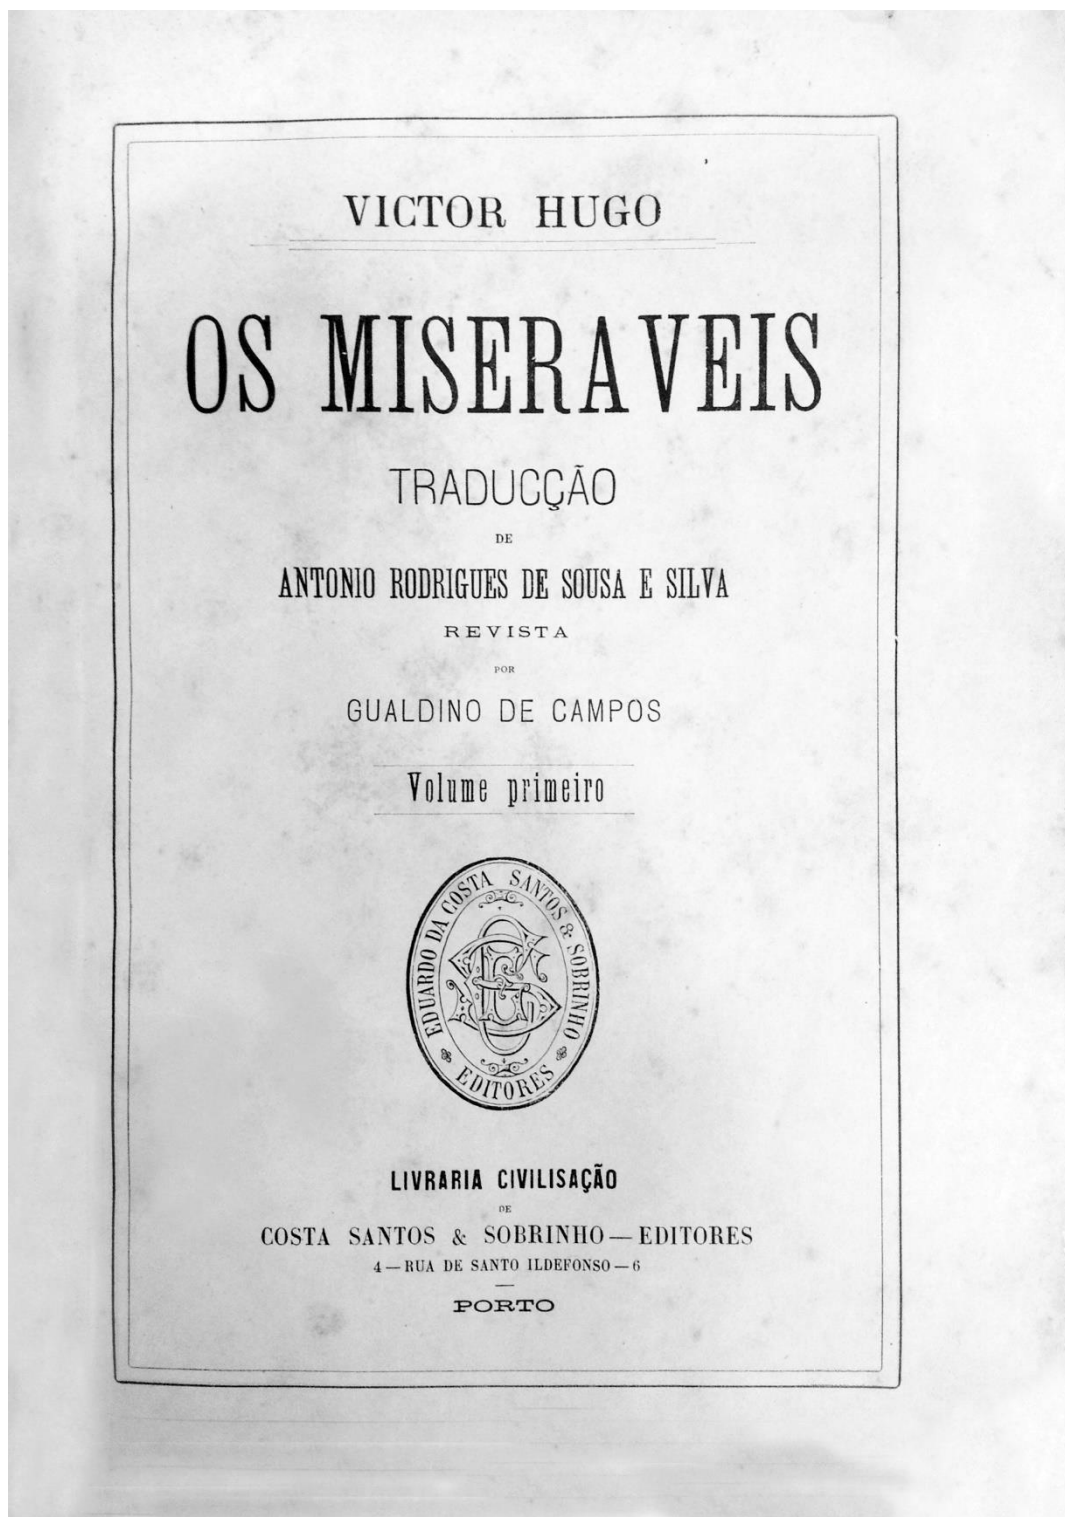 VICTOR HUGO
OS MISERAVEIS
TRADUCÇÃO
DE
ANTONIO RODRIGUES DE SOUSA E SILVA
REVISTA
POR
GUALDINO DE CAMPOS
Volume primeiro
EDUARDO DA COSTA SANTOS & SOBRINHO
EDITORES
LIVRARIA CIVILISAÇÃO
DE
COSTA SANTOS & SOBRINHO—EDITORES
4—RUA DE SANTO ILDEFONSO—6
PORTO